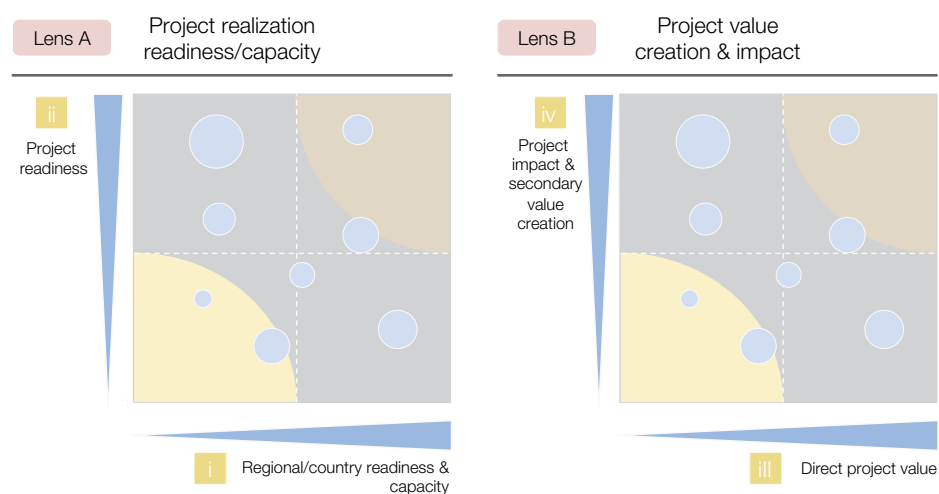 Lens A
Project realization
readiness/capacity
ii
Project
readiness
i
Regional/country readiness &
capacity
Lens B
Project value
creation & impact
iv
Project
impact &
secondary
value
creation
ill
Direct project value